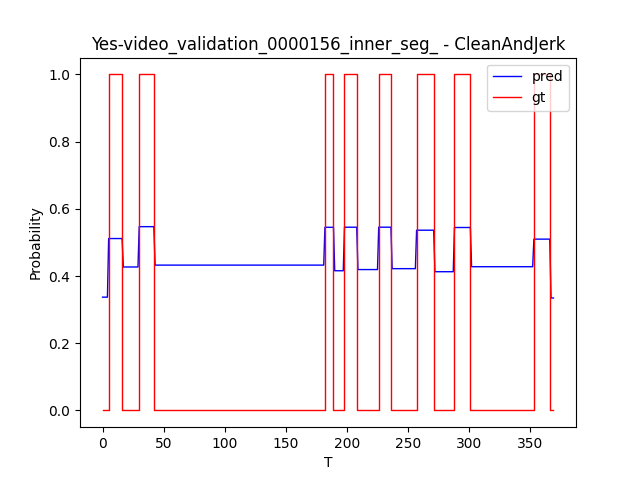 Yes-video_validation_0000156_inner_seg_ - CleanAndJerk
pred
gt
1.0
0.8
0.6
0.4
0.2
0.0
Probability
0
50
100
150
200
250
300
350
T